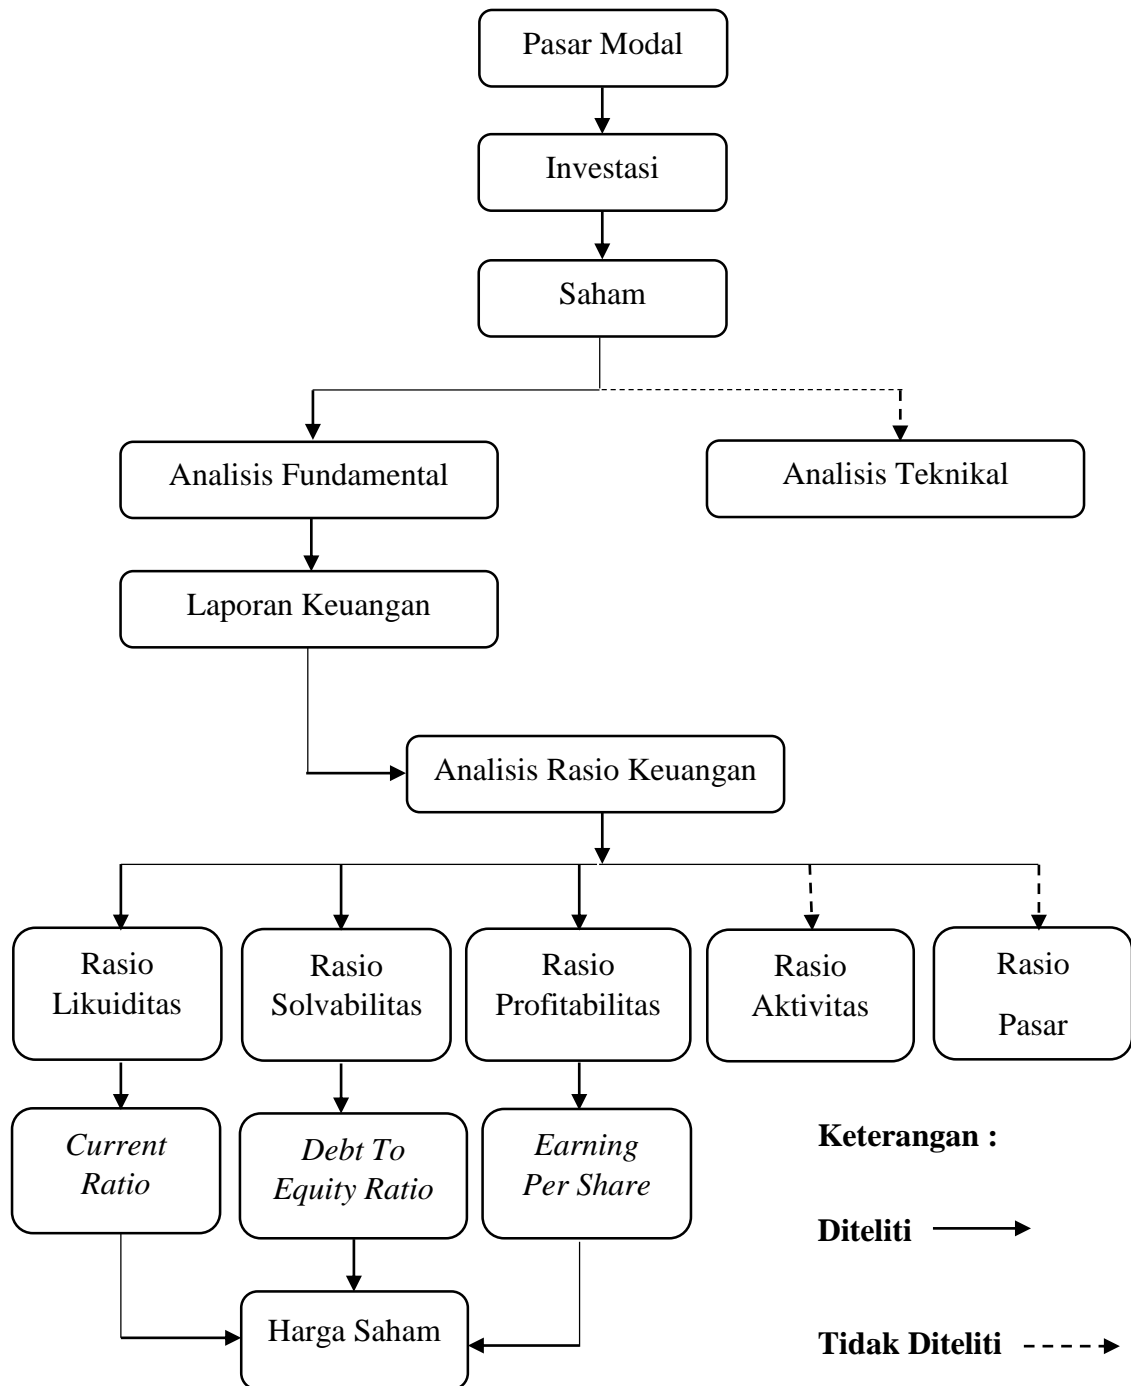 Pasar Modal
Investasi
Saham
Analisis Fundamental
Analisis Teknikal
Laporan Keuangan
Analisis Rasio Keuangan
Rasio
Likuiditas
Rasio
Solvabilitas
Rasio
Profitabilitas
Rasio
Aktivitas
Rasio
Pasar
Current
Ratio
Debt To
Equity Ratio
Earning
Per Share
Keterangan :
Diteliti
Harga Saham
Tidak Diteliti